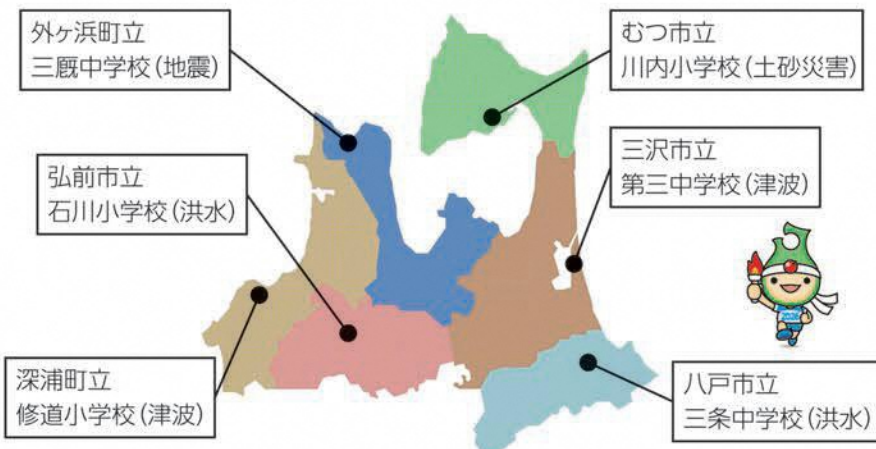 外ヶ浜町立
三厩中学校(地震)
むつ市立
川内小学校(土砂災害)
弘前市立
石川小学校(洪水)
三沢市立
第三中学校(津波)
深浦町立
修道小学校(津波)
八戸市立
三条中学校(洪水)